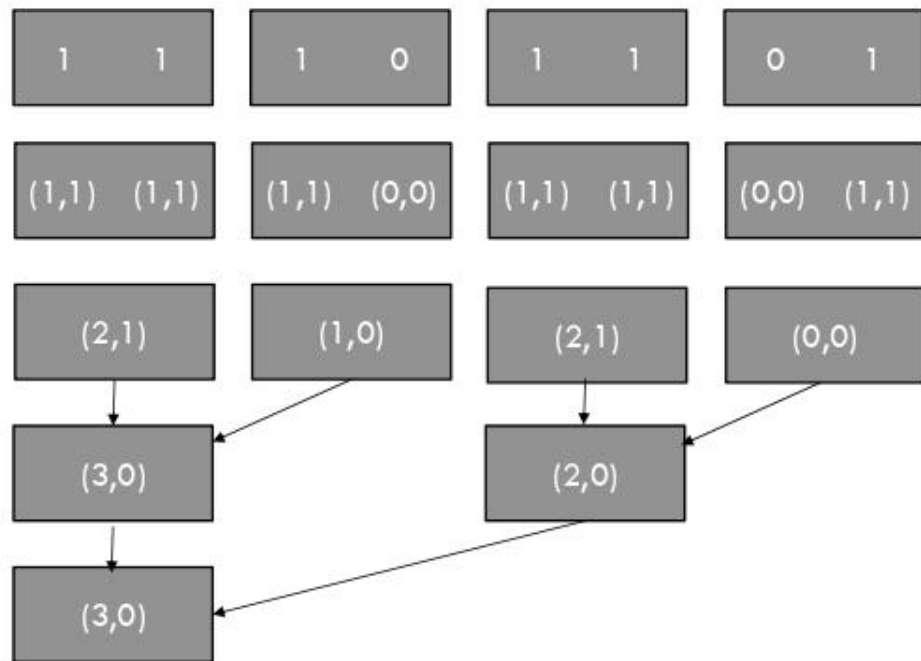 1 1 1 0 1 1 0 1
(1,1) (1,1) (1,1) (0,0) (1,1) (1,1) (0,0) (1,1)
(2,1) (1,0) (2,1) (0,0)
(3,0) (2,0)
(3,0)